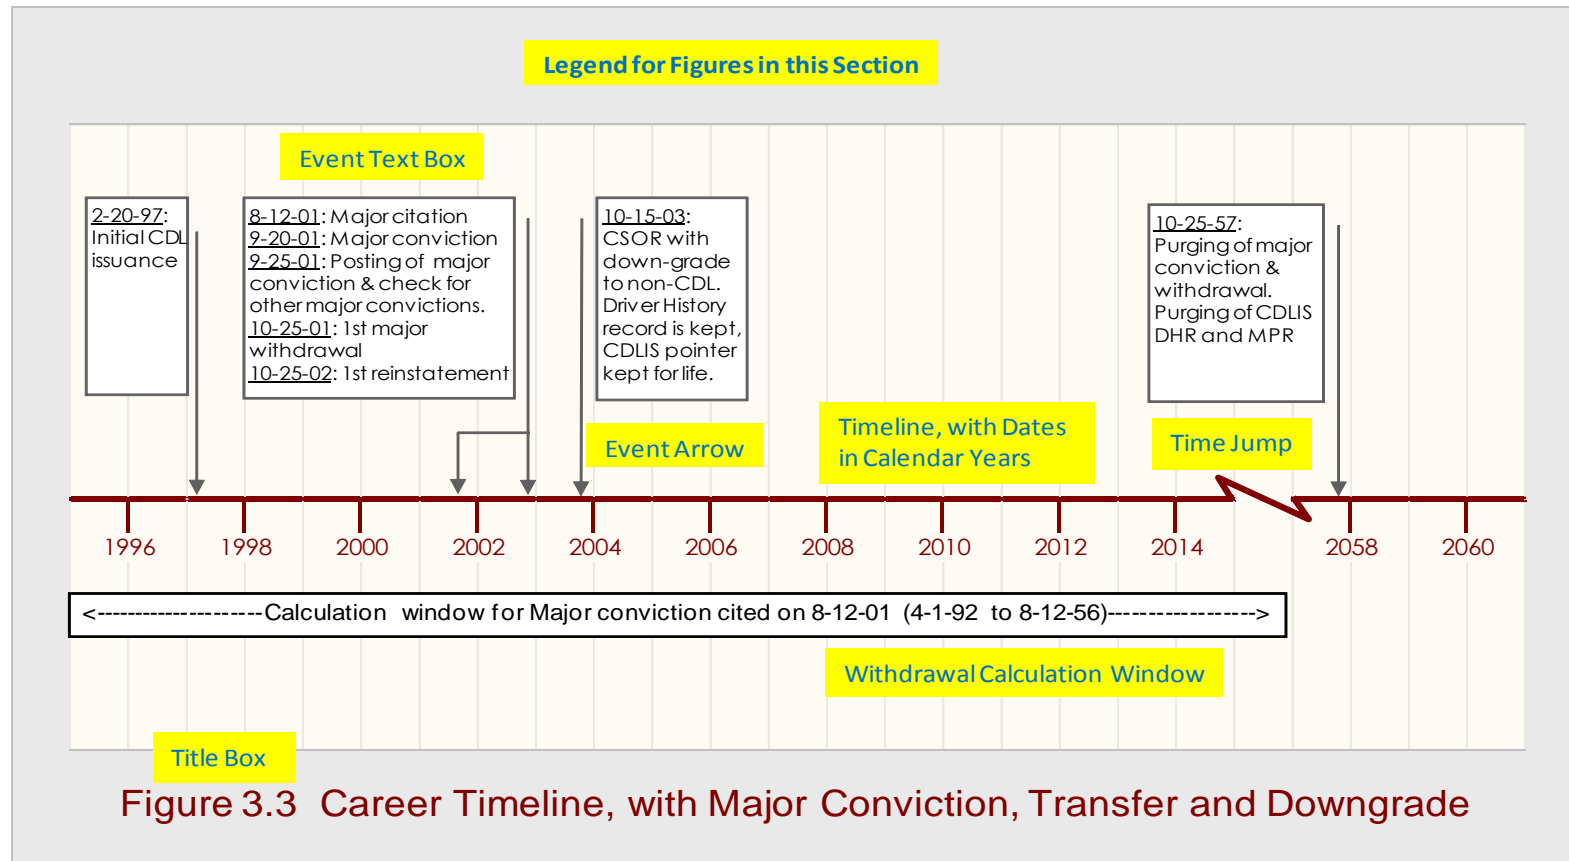 Legend for Figures in this Section
Event Text Box
2-20-97:
Initial CDL
issuance
8-12-01: Major citation
9-20-01: Major conviction
9-25-01: Posting of major
conviction & check for
other major convictions.
10-25-01: 1st major
withdrawal
10-25-02: 1st reinstatement
10-15-03:
CSOR with
down-grade
to non-CDL.
Driver History
record is kept,
CDLIS pointer
kept for life.
10-25-57:
Purging of major
conviction &
withdrawal.
Purging of CDLIS
DHR and MPR
Event Arrow
Timeline, with Dates
in Calendar Years
Time Jump
1996 1998 2000 2002 2004 2006 2008 2010 2012 2014 2058 2060
<--------------------Calculation window for Major conviction cited on 8-12-01 (4-1-92 to 8-12-56)------------------>
Withdrawal Calculation Window
Title Box
Figure 3.3 Career Timeline, with Major Conviction, Transfer and Downgrade